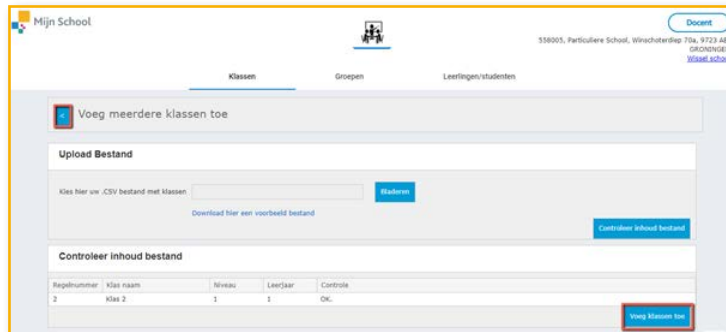 Mijn School
Docent
558005, Particuliere School, Winschoterdiep 70a, 9723 AB
GRONINGEN
Wissel school
Klassen Groepen Leerlingen/studenten
< Voeg meerdere klassen toe
Upload Bestand
Kies hier uw .CSV bestand met klassen Bladeren
Download hier een voorbeeld bestand
Controleer inhoud bestand
Controleer inhoud bestand
Regelnummer Klas naam Niveau Leerjaar Controle
2 Klas 2 1 1 OK.
Voeg klassen toe